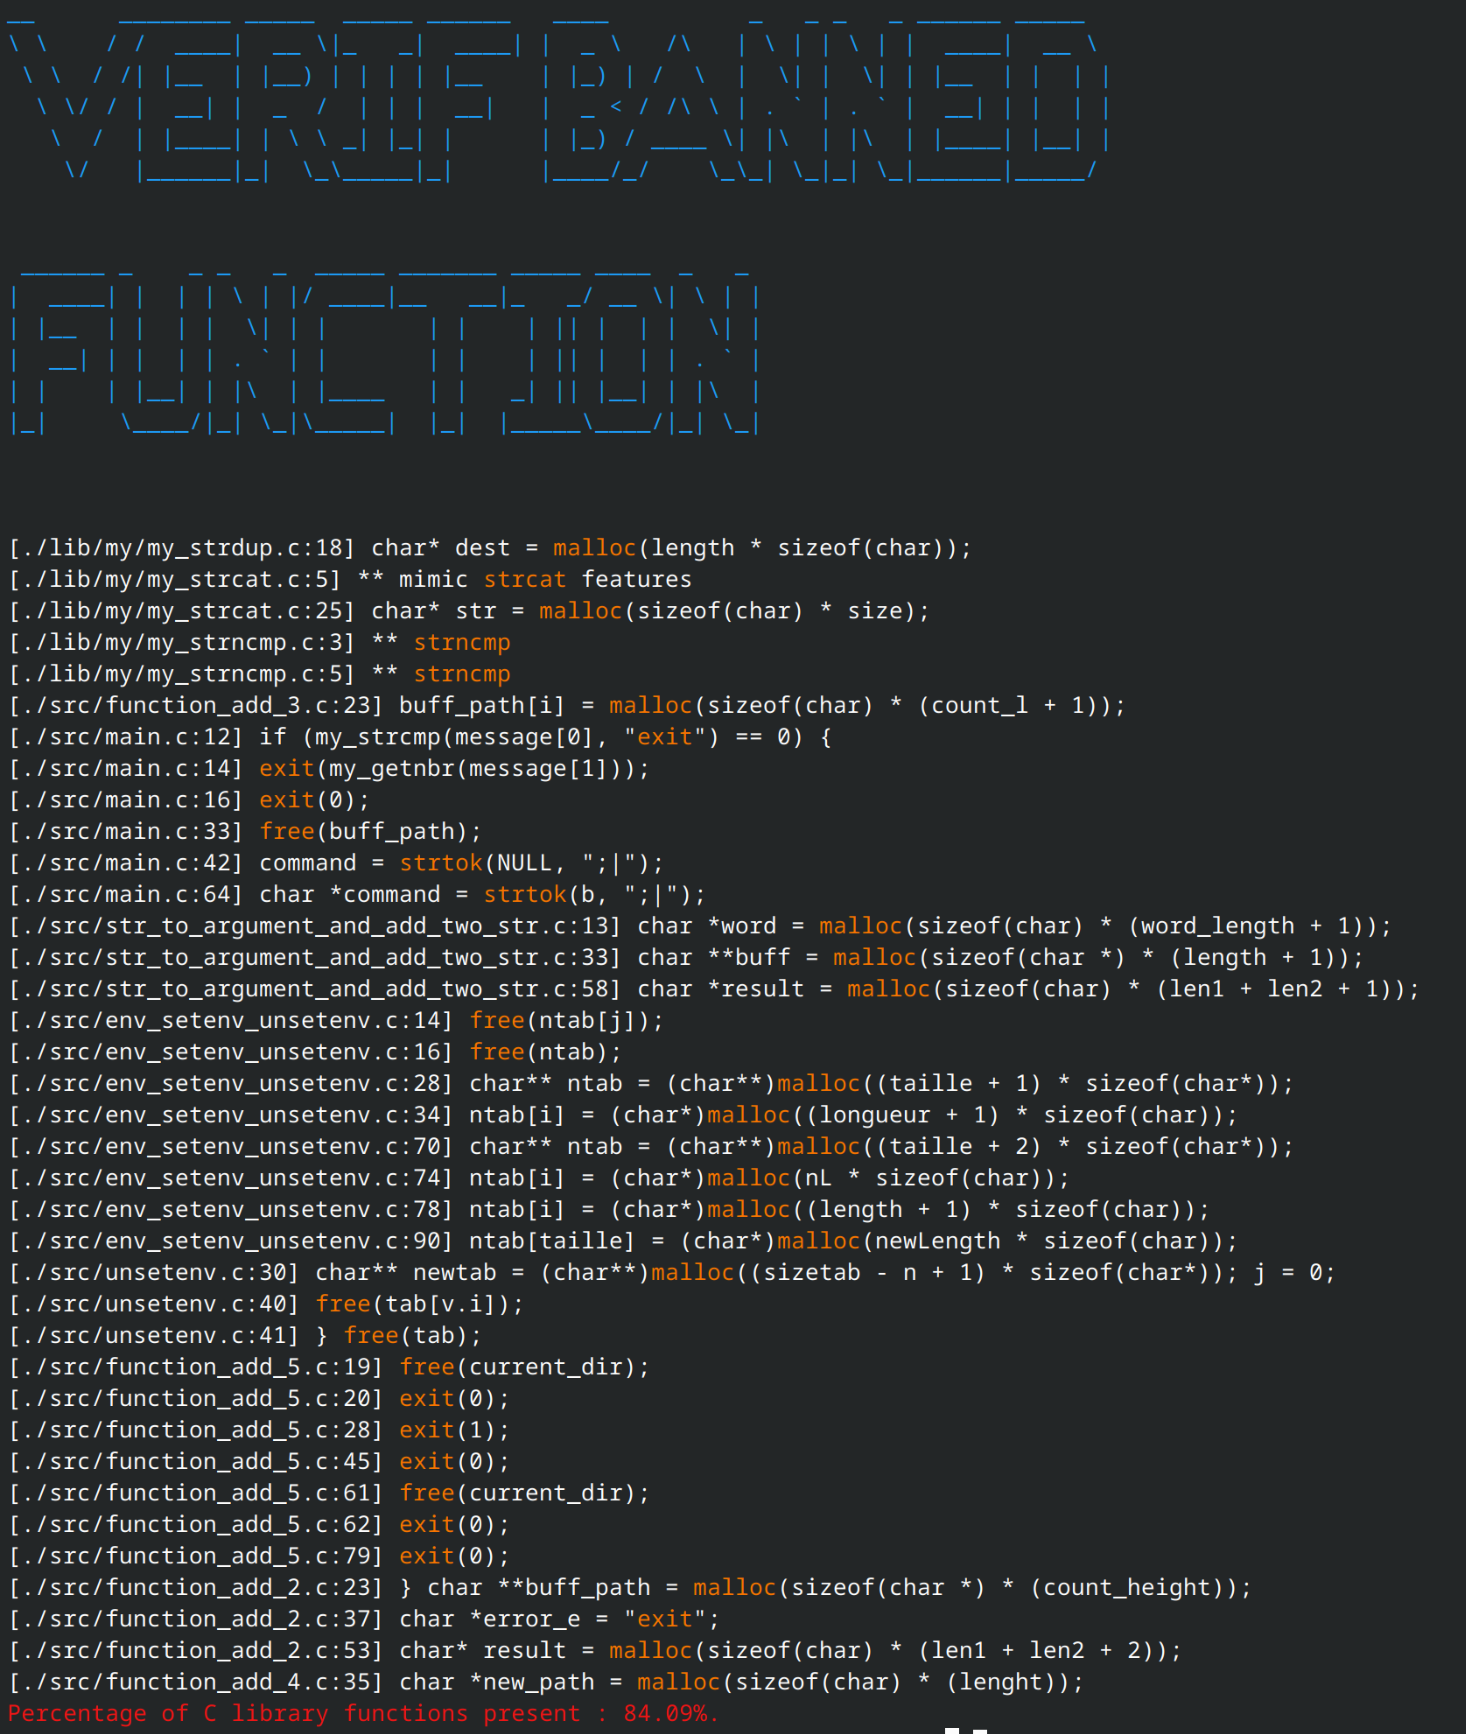 VERIF BANNED
FUNCTION
[./lib/my/my_strdup.c:18] char* dest = malloc(length * sizeof(char));
[./lib/my/my_strcat.c:5] ** mimic strcat features
[./lib/my/my_strcat.c:25] char* str = malloc(sizeof(char) * size);
[./lib/my/my_strncmp.c:3] ** strncmp
[./lib/my/my_strncmp.c:5] ** strncmp
[./src/function_add_3.c:23] buff_path[i] = malloc(sizeof(char) * (count_l + 1));
[./src/main.c:12] if (my_strcmp(message[0], "exit") == 0) {
[./src/main.c:14] exit(my_getnbr(message[1]));
[./src/main.c:16] exit(0);
[./src/main.c:33] free(buff_path);
[./src/main.c:42] command = strtok(NULL, ";|");
[./src/main.c:64] char *command = strtok(b, ";|");
[./src/str_to_argument_and_add_two_str.c:13] char *word = malloc(sizeof(char) * (word_length + 1));
[./src/str_to_argument_and_add_two_str.c:33] char **buff = malloc(sizeof(char *) * (length + 1));
[./src/str_to_argument_and_add_two_str.c:58] char *result = malloc(sizeof(char) * (len1 + len2 + 1));
[./src/env_setenv_unsetenv.c:14] free(ntab[j]);
[./src/env_setenv_unsetenv.c:16] free(ntab);
[./src/env_setenv_unsetenv.c:28] char** ntab = (char**)malloc((taille + 1) * sizeof(char*));
[./src/env_setenv_unsetenv.c:34] ntab[i] = (char*)malloc((longueur + 1) * sizeof(char));
[./src/env_setenv_unsetenv.c:70] char** ntab = (char**)malloc((taille + 2) * sizeof(char*));
[./src/env_setenv_unsetenv.c:74] ntab[i] = (char*)malloc(nL * sizeof(char));
[./src/env_setenv_unsetenv.c:78] ntab[i] = (char*)malloc((length + 1) * sizeof(char));
[./src/env_setenv_unsetenv.c:90] ntab[taille] = (char*)malloc(newLength * sizeof(char));
[./src/unsetenv.c:30] char** newtab = (char**)malloc((sizetab - n + 1) * sizeof(char*)); j = 0;
[./src/unsetenv.c:40] free(tab[v.i]);
[./src/unsetenv.c:41] } free(tab);
[./src/function_add_5.c:19] free(current_dir);
[./src/function_add_5.c:20] exit(0);
[./src/function_add_5.c:28] exit(1);
[./src/function_add_5.c:45] exit(0);
[./src/function_add_5.c:61] free(current_dir);
[./src/function_add_5.c:62] exit(0);
[./src/function_add_5.c:79] exit(0);
[./src/function_add_2.c:23] } char **buff_path = malloc(sizeof(char *) * (count_height));
[./src/function_add_2.c:37] char *error_e = "exit";
[./src/function_add_2.c:53] char* result = malloc(sizeof(char) * (len1 + len2 + 2));
[./src/function_add_4.c:35] char *new_path = malloc(sizeof(char) * (lenght));
Percentage of C library functions present : 84.09%.